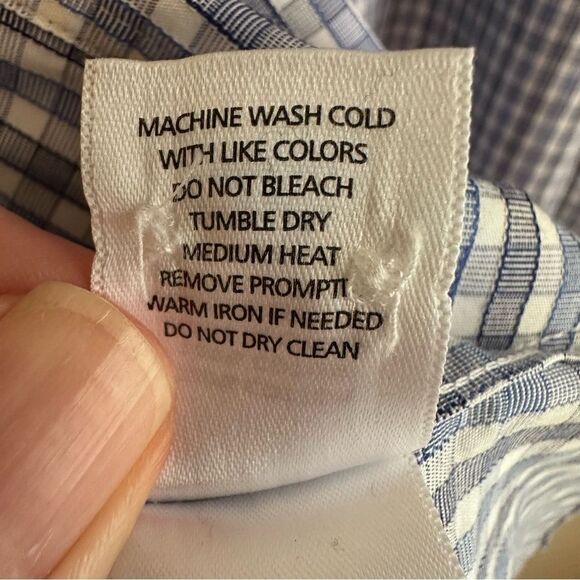 MACHINE WASH COLD
WITH LIKE COLORS
DO NOT BLEACH
TUMBLE DRY
MEDIUM HEAT
REMOVE PROMPTL
WARM IRON IF NEEDED
DO NOT DRY CLEAN